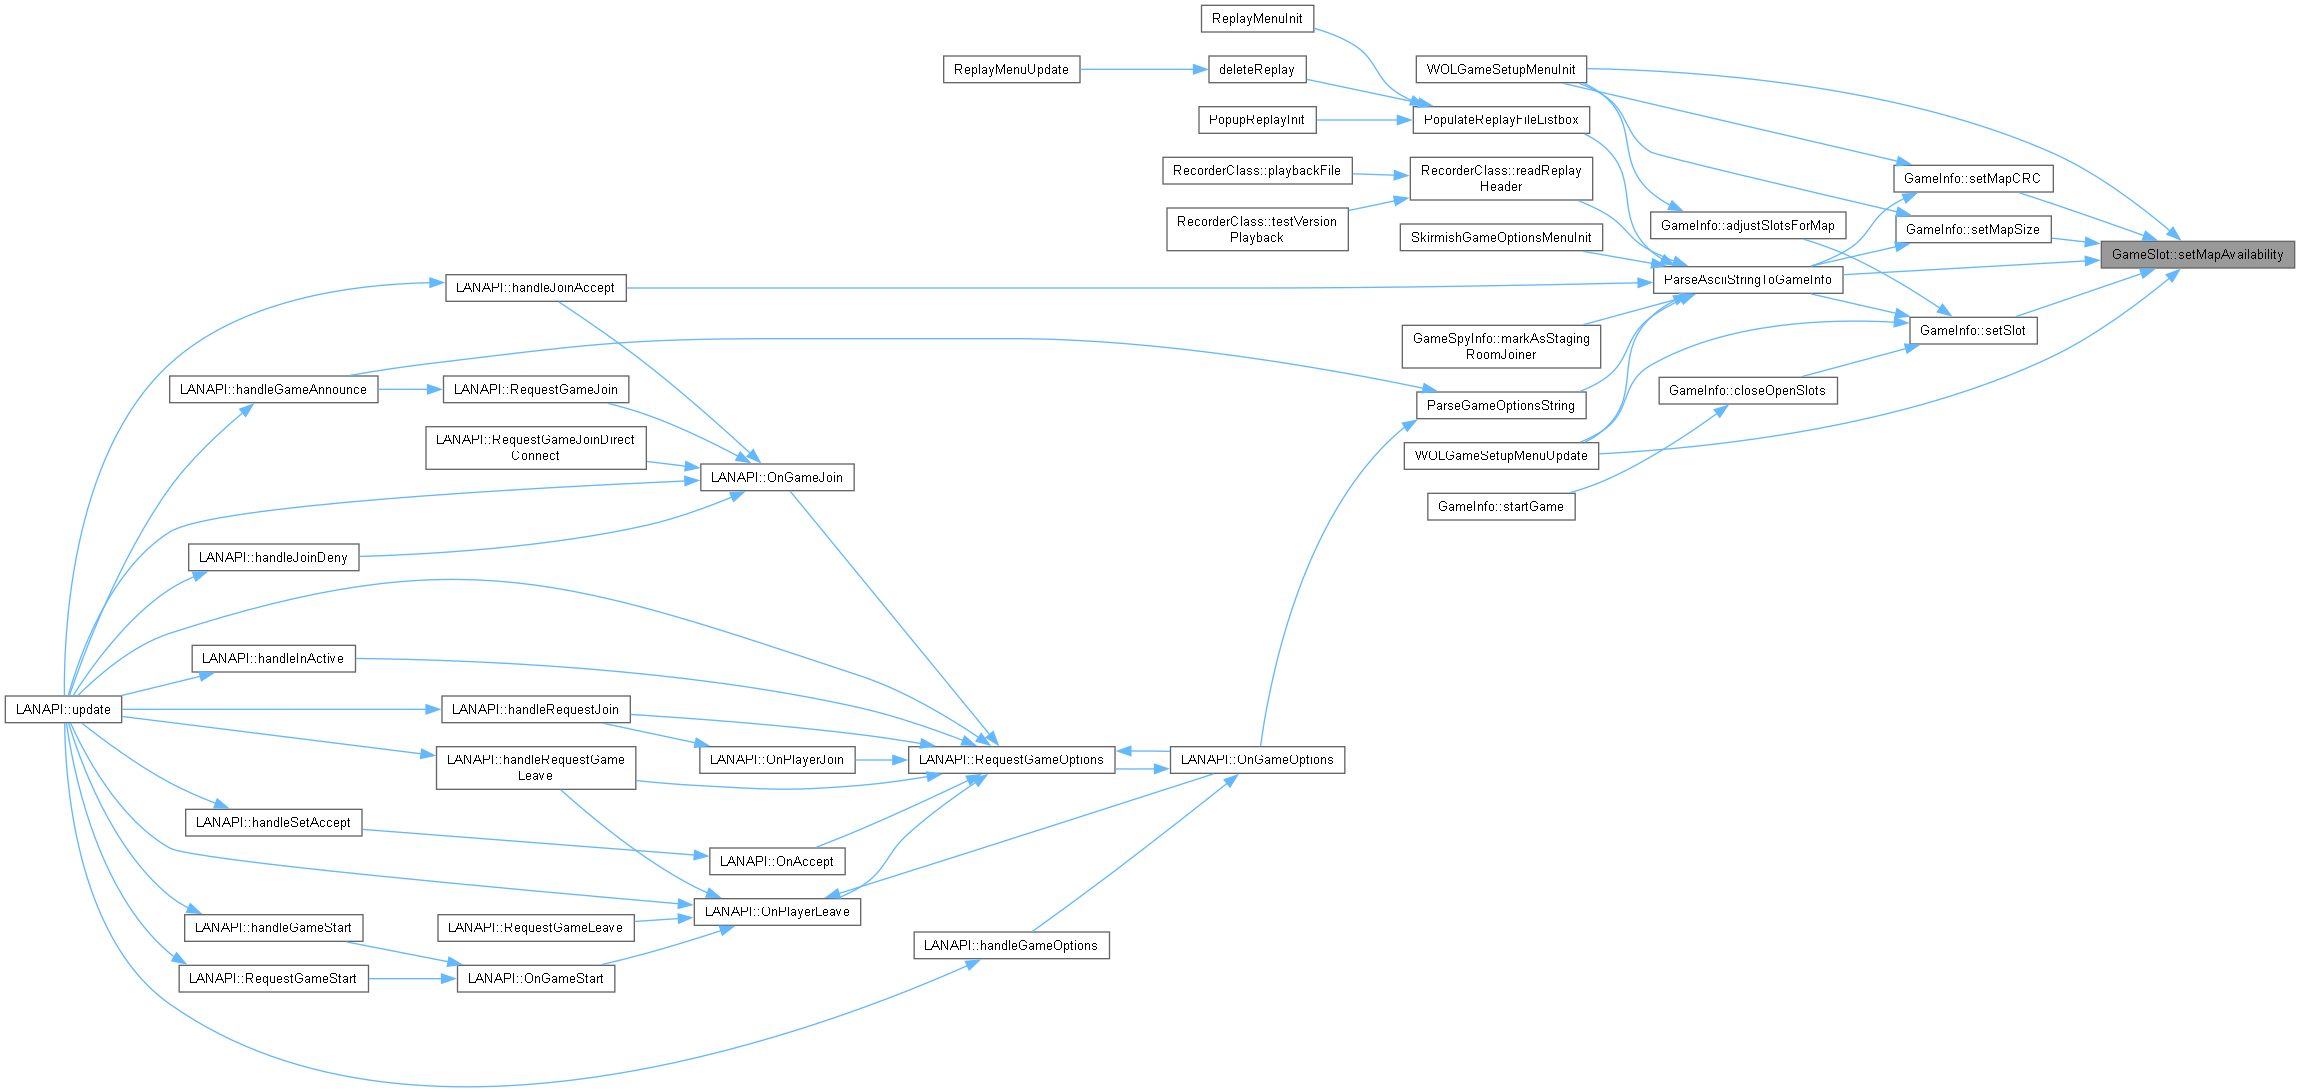 ReplayMenuInit
ReplayMenuUpdate
deleteReplay
WOLGameSetupMenuInit
PopupReplayInit
PopulateReplayFileListbox
RecorderClass::playbackFile
RecorderClass::readReplay
Header
GameInfo::setMapCRC
RecorderClass::testVersion
Playback
GameInfo::adjustSlotsForMap
GameInfo::setMapSize
SkirmishGameOptionsMenuInit
GameSlot::setMapAvailability
LANAPI::handleJoinAccept
ParseAsciiStringToGameInfo
GameSpyInfo::markAsStaging
RoomJoiner
GameInfo::setSlot
LANAPI::handleGameAnnounce
LANAPI::RequestGameJoin
GameInfo::closeOpenSlots
ParseGameOptionsString
LANAPI::RequestGameJoinDirect
Connect
WOLGameSetupMenuUpdate
LANAPI::OnGameJoin
GameInfo::startGame
LANAPI::handleJoinDeny
LANAPI::handleInActive
LANAPI::update
LANAPI::handleRequestJoin
LANAPI::handleRequestGame
Leave
LANAPI::OnPlayerJoin
LANAPI::RequestGameOptions
LANAPI::OnGameOptions
LANAPI::handleSetAccept
LANAPI::OnAccept
LANAPI::OnPlayerLeave
LANAPI::handleGameStart
LANAPI::RequestGameLeave
LANAPI::handleGameOptions
LANAPI::RequestGameStart
LANAPI::OnGameStart